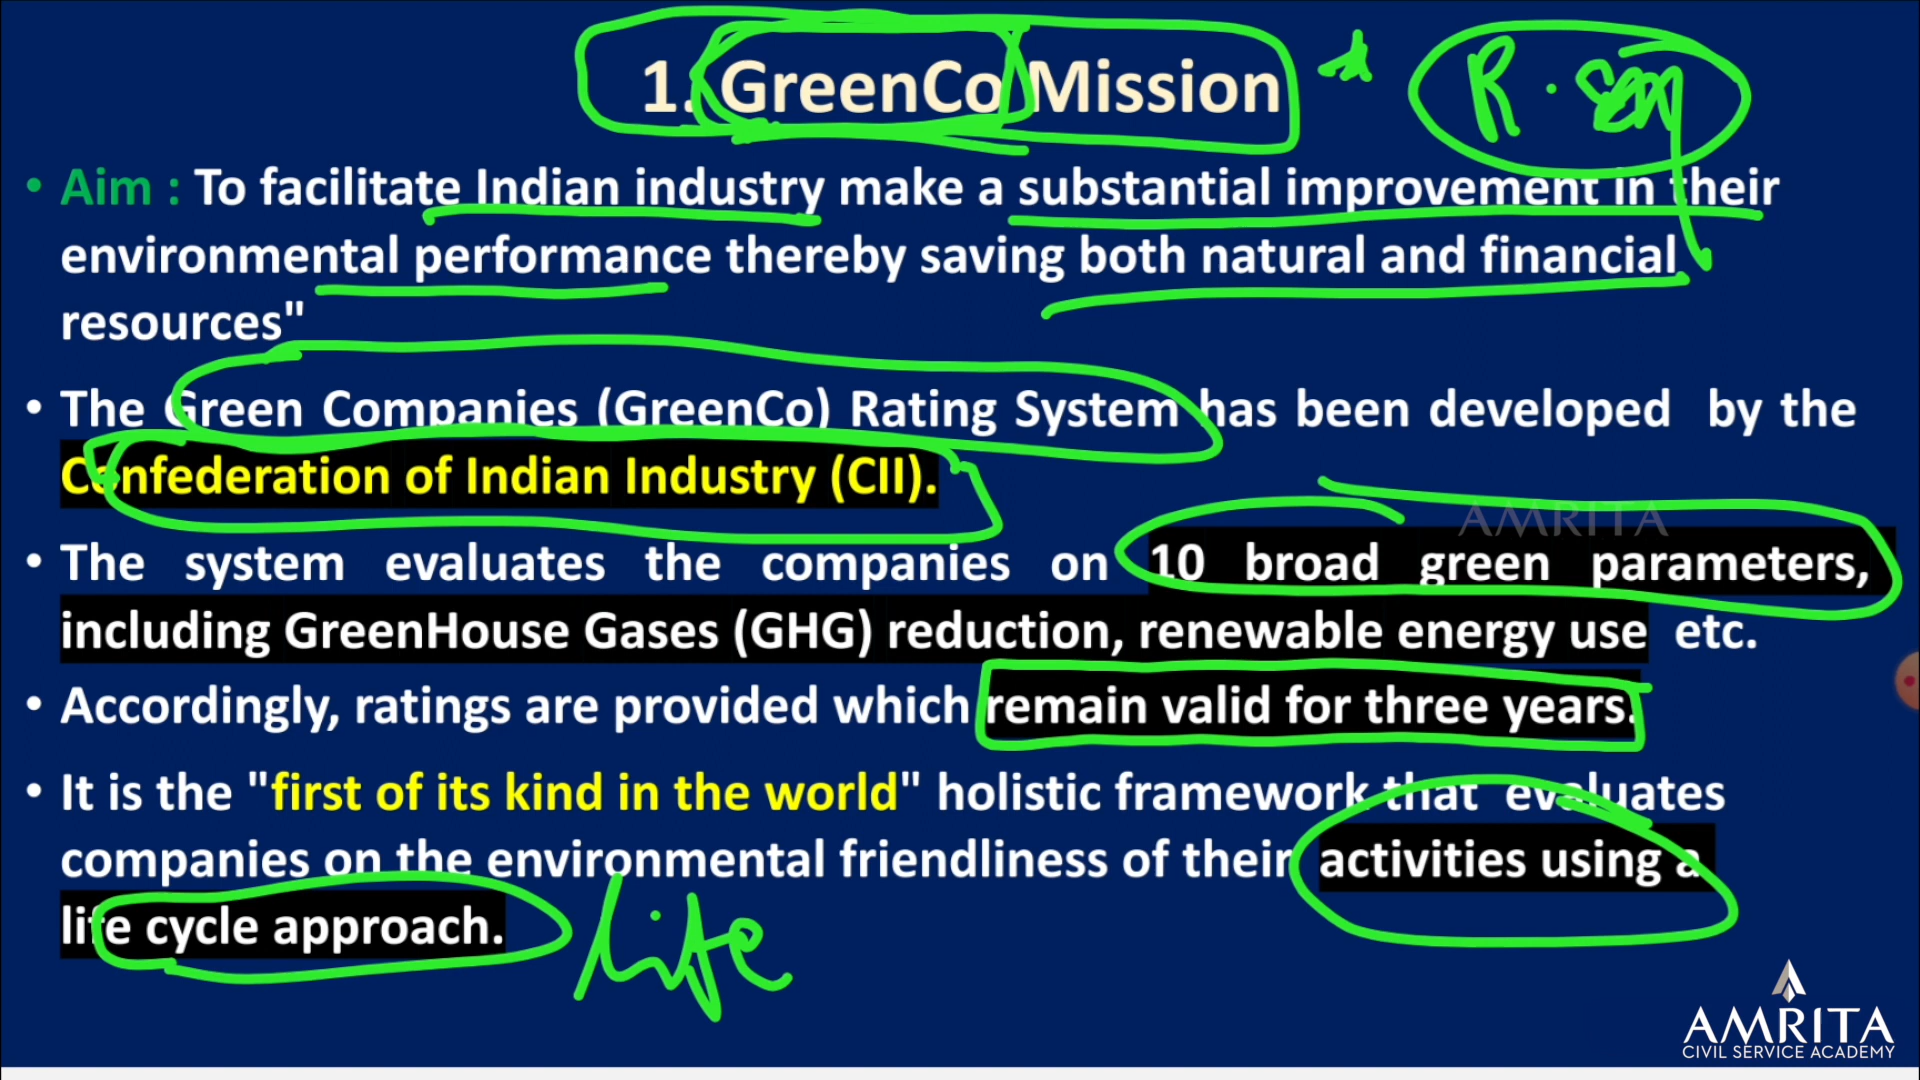 1. GreenCo Mission
• Aim : To facilitate Indian industry make a substantial improvement in their
environmental performance thereby saving both natural and financial
resources"
• The Green Companies (GreenCo) Rating System has been developed by the
Confederation of Indian Industry (CII).
AMRITA
• The system evaluates the companies on 10 broad green parameters,
including GreenHouse Gases (GHG) reduction, renewable energy use etc.
• Accordingly, ratings are provided which remain valid for three years.
• It is the "first of its kind in the world" holistic framework that evaluates
companies on the environmental friendliness of their activities using a
life cycle approach.
life
AMRITA
CIVIL SERVICE ACADEMY